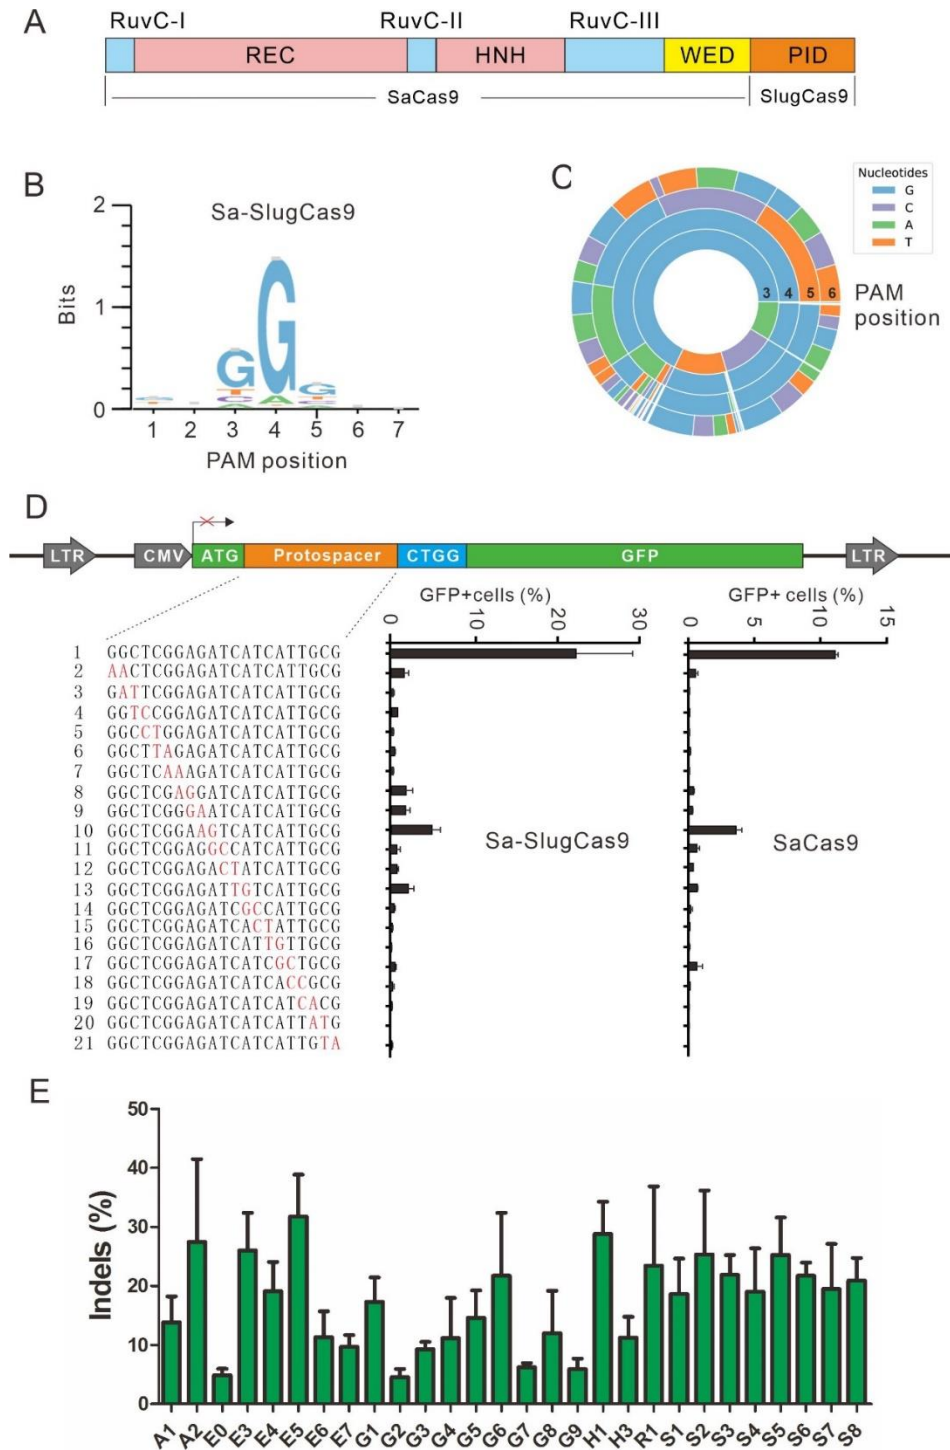 A
RuvC-I RuvC-II RuvC-III
REC HNH WED PID
SaCas9 SlugCas9
B
Sa-SlugCas9
Bits
2
1
0
G G G
T C A
1 2 3 4 5 6 7
PAM position
C
Nucleotides
G
C
A
T
3 4 5 6
PAM
position
D
LTR CMV ATG Protospacer CTGG GFP LTR
GFP+cells (%) GFP+ cells (%)
0 10 20 30 0 5 10 15
1 GGCTCGGAGATCATCATTGCG
2 AACTCGGAGATCATCATTGCG
3 GATTCGGAGATCATCATTGCG
4 GGTCCGGAGATCATCATTGCG
5 GGCCTGGAGATCATCATTGCG
6 GGCTTAGAGATCATCATTGCG
7 GGCTCAAAGATCATCATTGCG
8 GGCTCGAGGATCATCATTGCG
9 GGCTCGGGAATCATCATTGCG
10 GGCTCGGAAGTCATCATTGCG
11 GGCTCGGAGGCCATCATTGCG
12 GGCTCGGAGACTATCATTGCG
13 GGCTCGGAGATTGTCATTGCG
14 GGCTCGGAGATCGCCATTGCG
15 GGCTCGGAGATCACTATTGCG
16 GGCTCGGAGATCATTGTTGCG
17 GGCTCGGAGATCATCGCTGCG
18 GGCTCGGAGATCATCACCGCG
19 GGCTCGGAGATCATCATCACG
20 GGCTCGGAGATCATCATTATG
21 GGCTCGGAGATCATCATTGTA
Sa-SlugCas9 SaCas9
E
Indels (%)
50
40
30
20
10
0
A1 A2 E0 E3 E4 E5 E6 E7 G1 G2 G3 G4 G5 G6 G7 G8 G9 H1 H3 R1 S1 S2 S3 S4 S5 S6 S7 S8